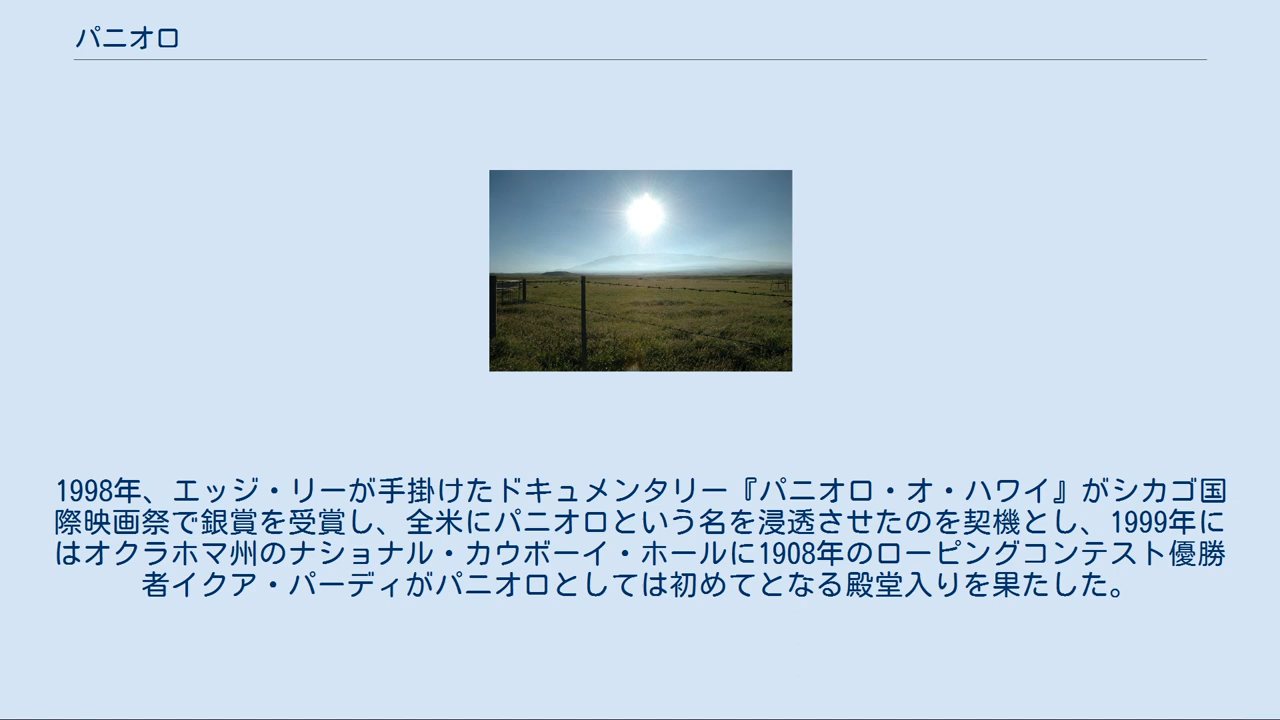 パニオロ
1998年、エッジ・リーが手掛けたドキュメンタリー『パニオロ・オ・ハワイ』がシカゴ国
際映画祭で銀賞を受賞し、全米にパニオロという名を浸透させたのを契機とし、1999年に
はオクラホマ州のナショナル・カウボーイ・ホールに1908年のローピングコンテスト優勝
者イクア・パーディがパニオロとしては初めてとなる殿堂入りを果たした。